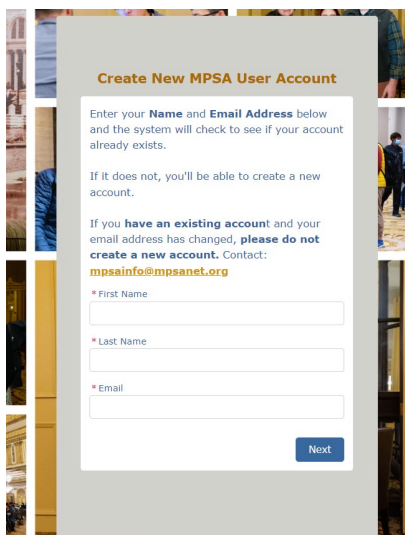 Create New MPSA User Account
Enter your Name and Email Address below
and the system will check to see if your account
already exists.
If it does not, you'll be able to create a new
account.
If you have an existing account and your
email address has changed, please do not
create a new account. Contact:
mpsainfo@mpsanet.org
* First Name
* Last Name
* Email
Next